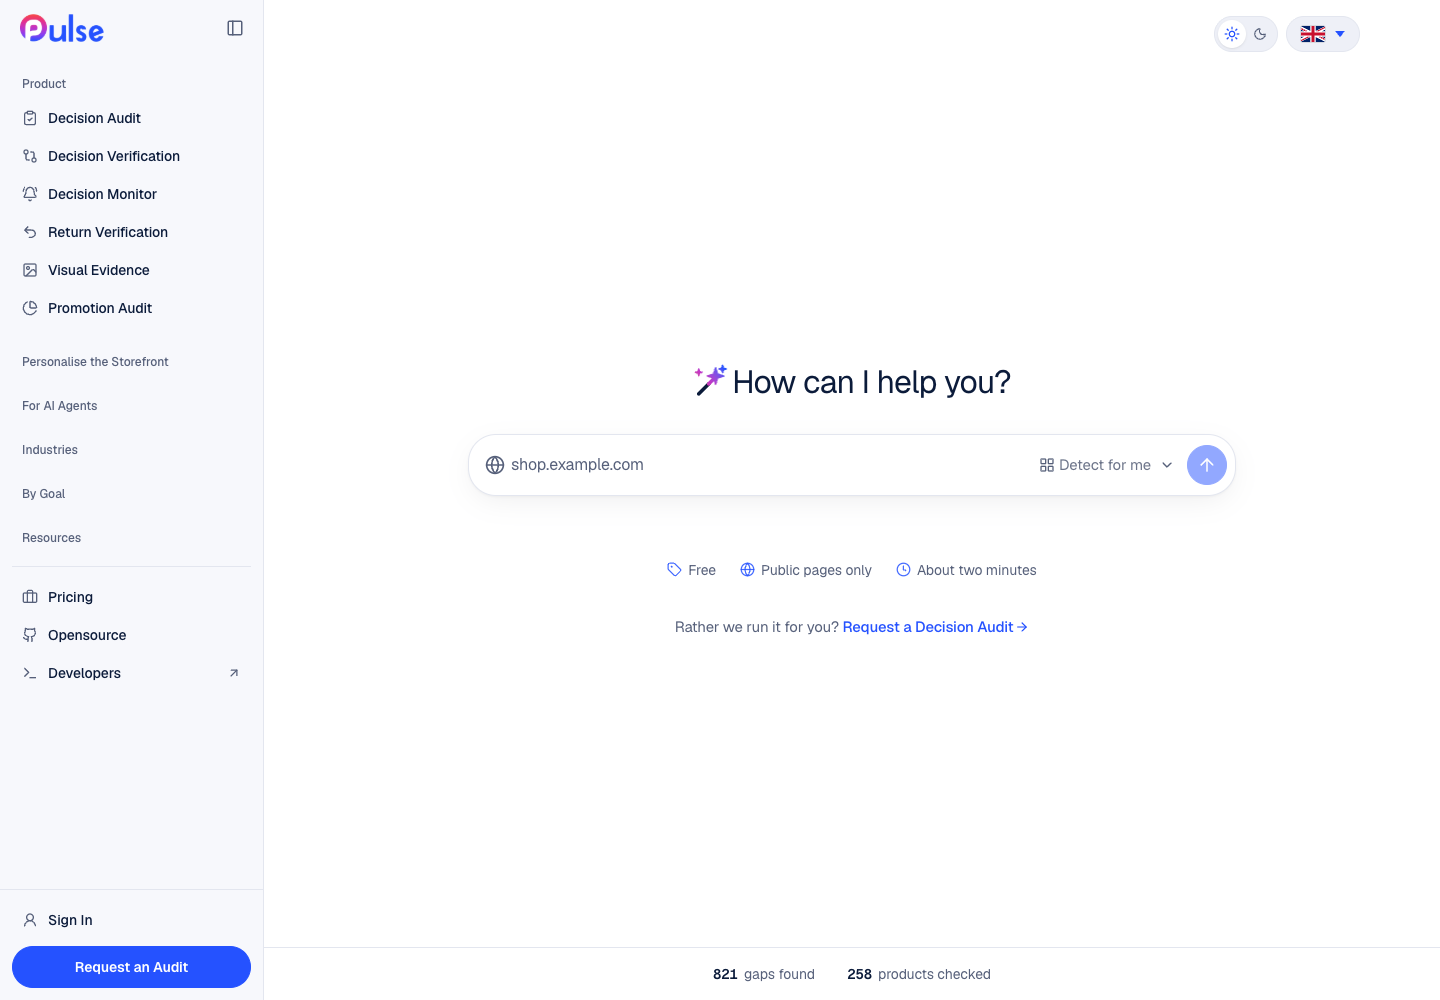 Pulse
Product
Decision Audit
Decision Verification
Decision Monitor
Return Verification
Visual Evidence
Promotion Audit
Personalise the Storefront
For AI Agents
Industries
By Goal
Resources
Pricing
Opensource
Developers
Sign In
Request an Audit
How can I help you?
shop.example.com
Detect for me
Free
Public pages only
About two minutes
Rather we run it for you? Request a Decision Audit
821 gaps found
258 products checked